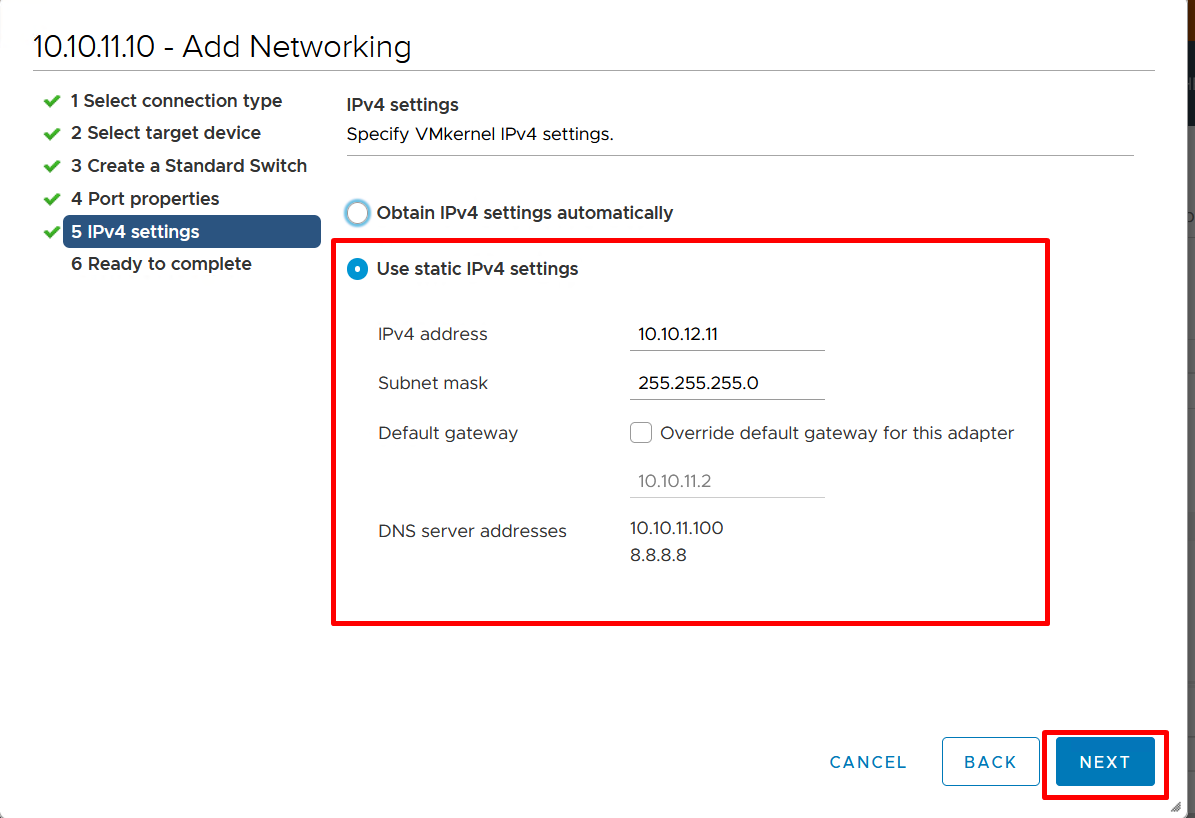 10.10.11.10 - Add Networking
1 Select connection type
2 Select target device
3 Create a Standard Switch
4 Port properties
5 IPv4 settings
6 Ready to complete
IPv4 settings
Specify VMkernel IPv4 settings.
Obtain IPv4 settings automatically
Use static IPv4 settings
IPv4 address 10.10.12.11
Subnet mask 255.255.255.0
Default gateway Override default gateway for this adapter
10.10.11.2
DNS server addresses 10.10.11.100
8.8.8.8
CANCEL BACK NEXT